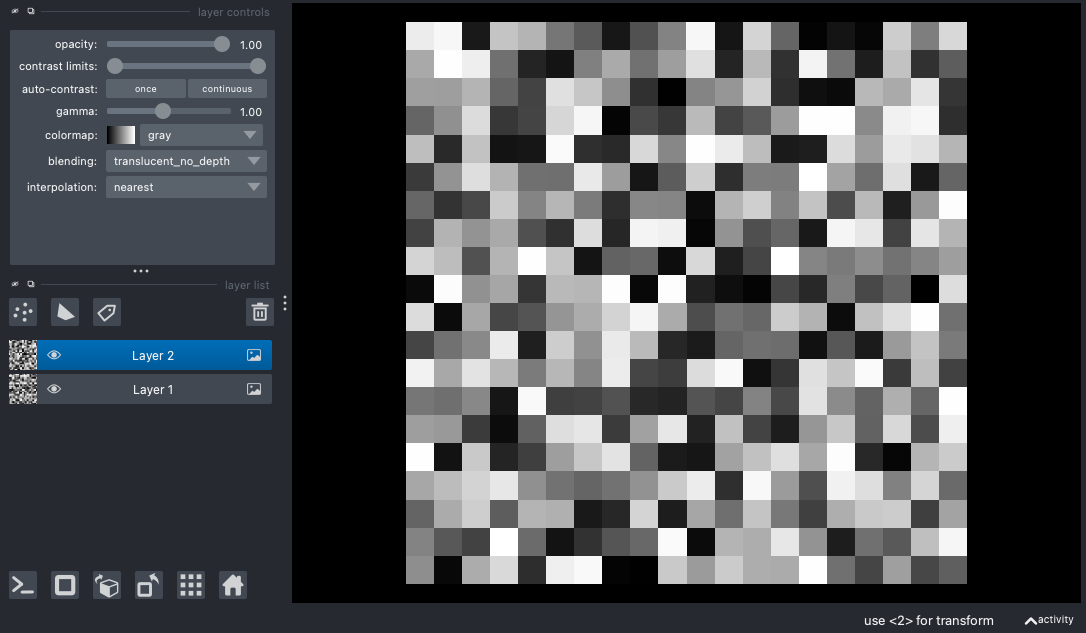 layer controls
opacity: 1.00
contrast limits:
auto-contrast: once continuous
gamma: 1.00
colormap: gray
blending: translucent_no_depth
interpolation: nearest
layer list
Layer 2
Layer 1
use <2> for transform activity